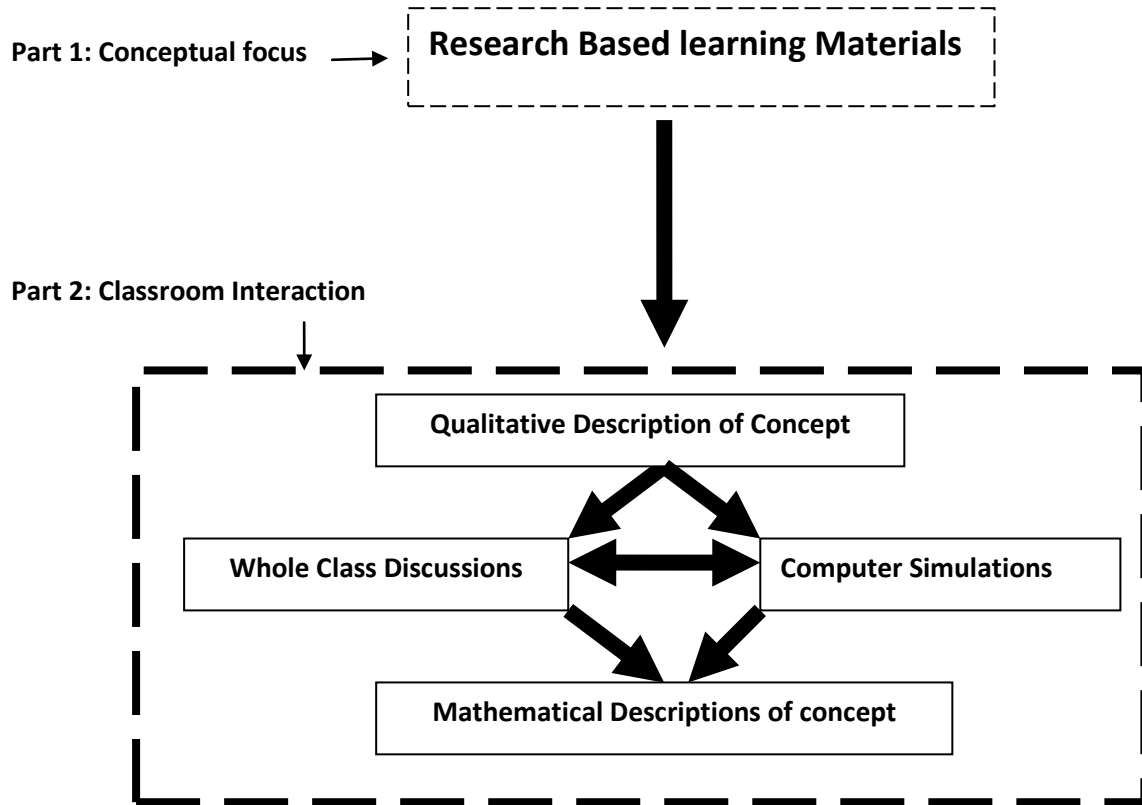 Part 1: Conceptual focus
Research Based learning Materials
Part 2: Classroom Interaction
Qualitative Description of Concept
Whole Class Discussions
Computer Simulations
Mathematical Descriptions of concept